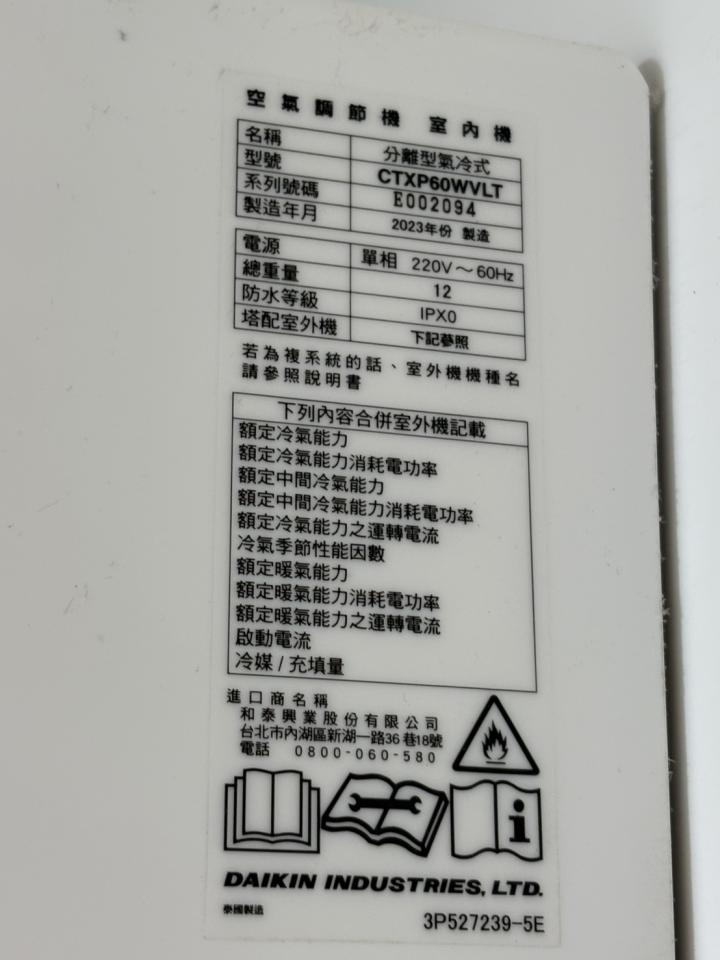 空氣調節機 室內機
名稱 分離型氣冷式
型號 CTXP60WVLT
系列號碼 E002094
製造年月 2023年份 製造
電源 單相 220V～60Hz
總重量 12
防水等級 IPX0
塔配室外機 下記參照
若為複系統的話、室外機機種名
請參照說明書
下列內容合併室外機記載
額定冷氣能力
額定冷氣能力消耗電功率
額定中間冷氣能力
額定中間冷氣能力消耗電功率
額定冷氣能力之運轉電流
冷氣季節性能因數
額定暖氣能力
額定暖氣能力消耗電功率
額定暖氣能力之運轉電流
啟動電流
冷媒/充填量
進口商名稱
和泰興業股份有限公司
台北市內湖區新湖一路36巷18號
電話 0800-060-580
DAIKIN INDUSTRIES, LTD.
泰國製造
3P527239-5E